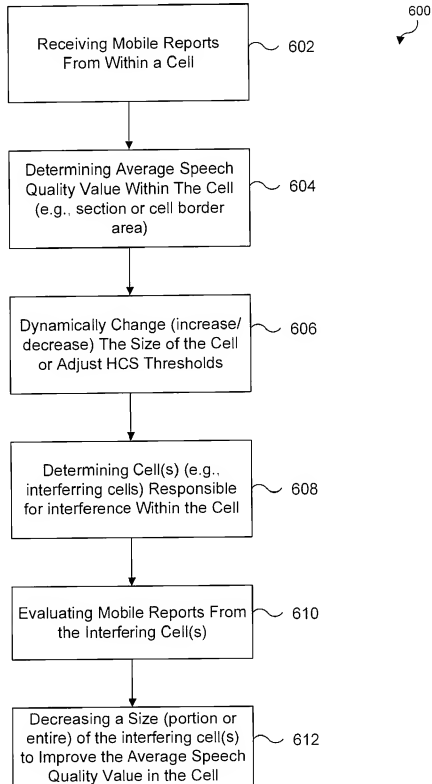 600
Receiving Mobile Reports
From Within a Cell
602
Determining Average Speech
Quality Value Within The Cell
(e.g., section or cell border
area)
604
Dynamically Change (increase/
decrease) The Size of the Cell
or Adjust HCS Thresholds
606
Determining Cell(s) (e.g.,
interferring cells) Responsible
for interference Within the Cell
608
Evaluating Mobile Reports From
the Interfering Cell(s)
610
Decreasing a Size (portion or
entire) of the interfering cell(s)
to Improve the Average Speech
Quality Value in the Cell
612